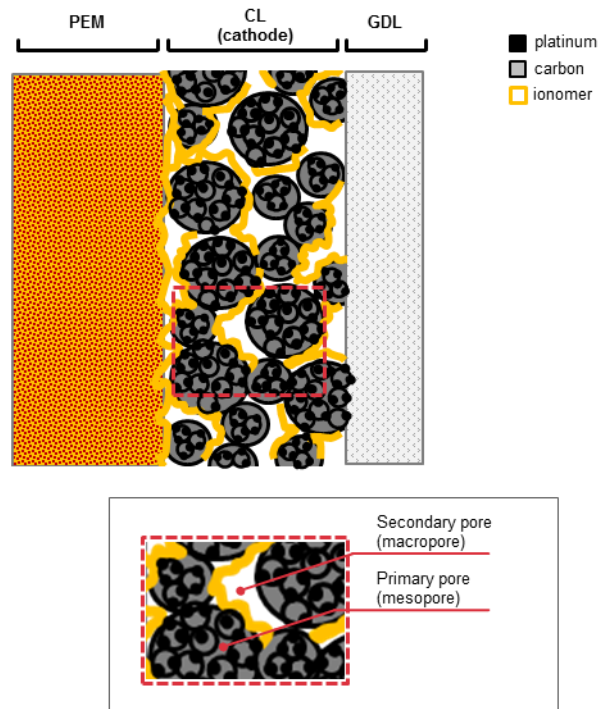 PEM
CL
(cathode)
GDL
platinum
carbon
ionomer
Secondary pore
(macropore)
Primary pore
(mesopore)